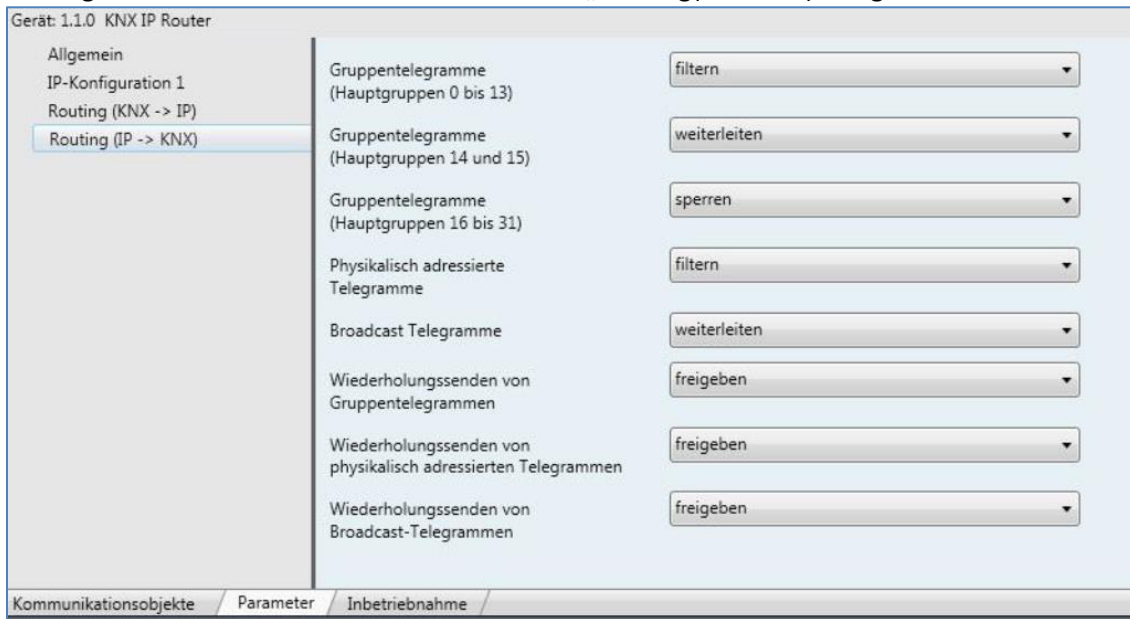 Gerät: 1.1.0 KNX IP Router
Allgemein
IP-Konfiguration 1
Routing (KNX -> IP)
Routing (IP -> KNX)
Gruppentelegramme
(Hauptgruppen 0 bis 13)
filtern
Gruppentelegramme
(Hauptgruppen 14 und 15)
weiterleiten
Gruppentelegramme
(Hauptgruppen 16 bis 31)
sperren
Physikalisch adressierte
Telegramme
filtern
Broadcast Telegramme
weiterleiten
Wiederholungssenden von
Gruppentelegrammen
freigeben
Wiederholungssenden von
physikalisch adressierten Telegrammen
freigeben
Wiederholungssenden von
Broadcast-Telegrammen
freigeben
Kommunikationsobjekte Parameter Inbetriebnahme